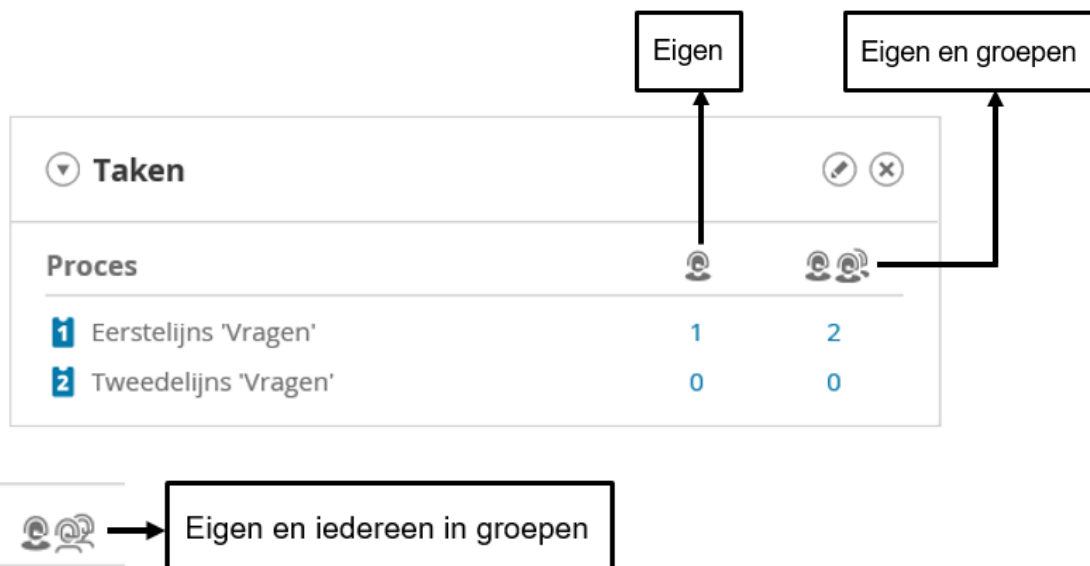 Eigen
Eigen en groepen
Taken
Proces
1 Eerstelijns 'Vragen' 1 2
2 Tweedelijns 'Vragen' 0 0
Eigen en iedereen in groepen